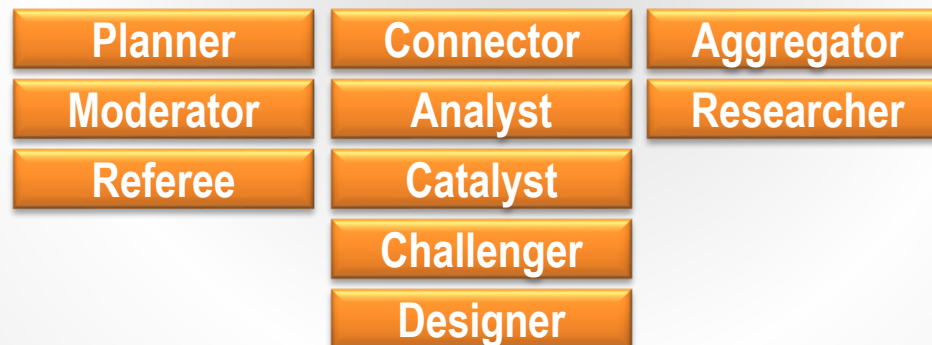 Planner
Moderator
Referee
Connector
Analyst
Catalyst
Challenger
Designer
Aggregator
Researcher